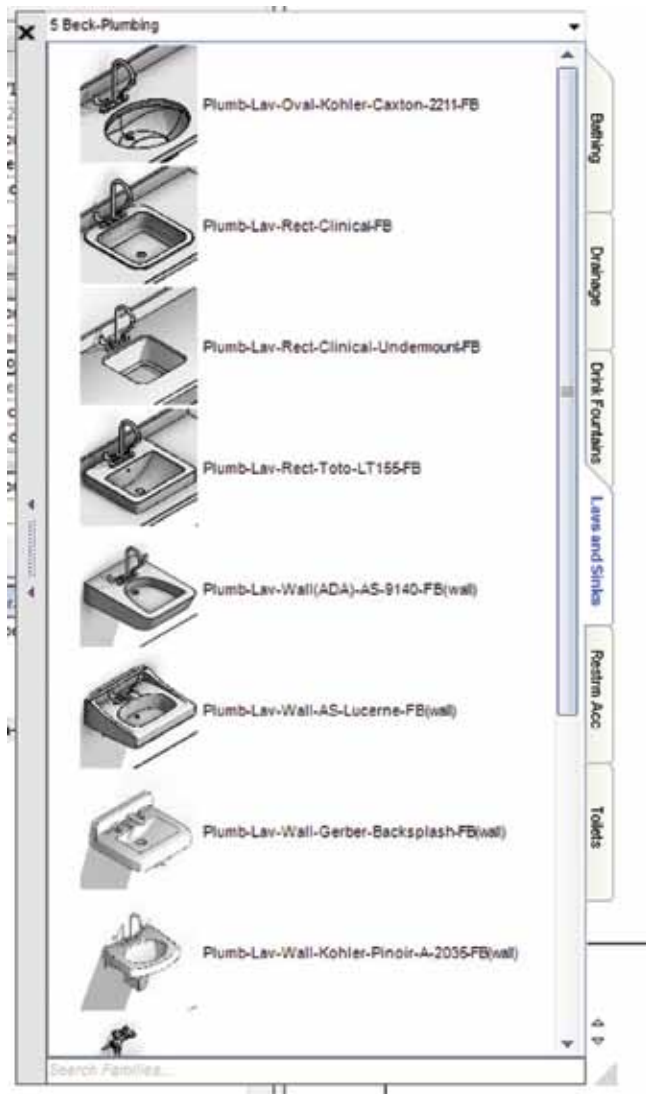 5 Beck-Plumbing
Plumb-Lav-Oval-Kohler-Caxton-2211-FB
Plumb-Lav-Rect-Clinical-FB
Plumb-Lav-Rect-Clinical-Undermount-FB
Plumb-Lav-Rect-Toto-LT155-FB
Plumb-Lav-Wall(ADA)-AS-9140-FB(wall)
Plumb-Lav-Wall-AS-Lucerne-FB(wall)
Plumb-Lav-Wall-Gerber-Backsplash-FB(wall)
Plumb-Lav-Wall-Kohler-Pinoir-A-2035-FB(wall)
Search Families...
Bathing
Drainage
Drink Fountains
Lavs and Sinks
Restrm Acc
Toilets